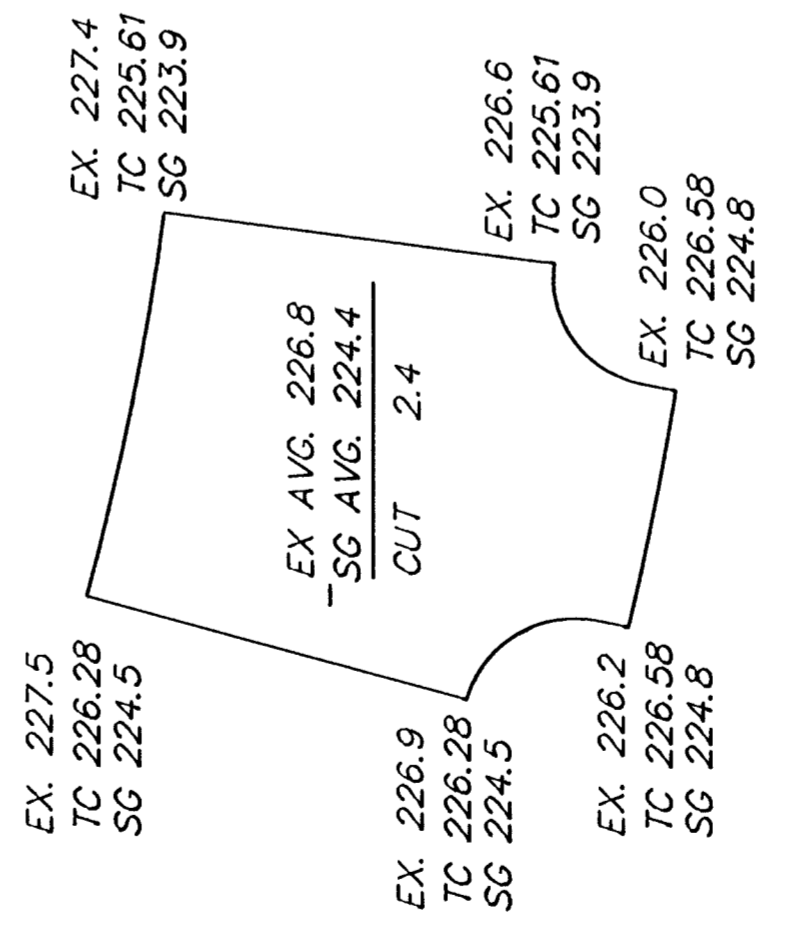 EX. 227.5
TC 226.28
SG 224.5
EX. 227.4
TC 225.61
SG 223.9
EX AVG. 226.8
- SG AVG. 224.4
CUT 2.4
EX. 226.9
TC 226.28
SG 224.5
EX. 226.6
TC 225.61
SG 223.9
EX. 226.2
TC 226.58
SG 224.8
EX. 226.0
TC 226.58
SG 224.8